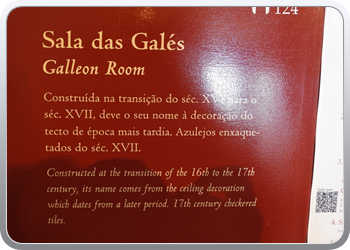 124
Sala das Galés
Galleon Room
Construída na transição do séc. XVI para o
séc. XVII, deve o seu nome à decoração do
tecto de época mais tardia. Azulejos enxaque-
tados do séc. XVII.
Constructed at the transition of the 16th to the 17th
century, its name comes from the ceiling decoration
which dates from a later period. 17th century checkered
tiles.